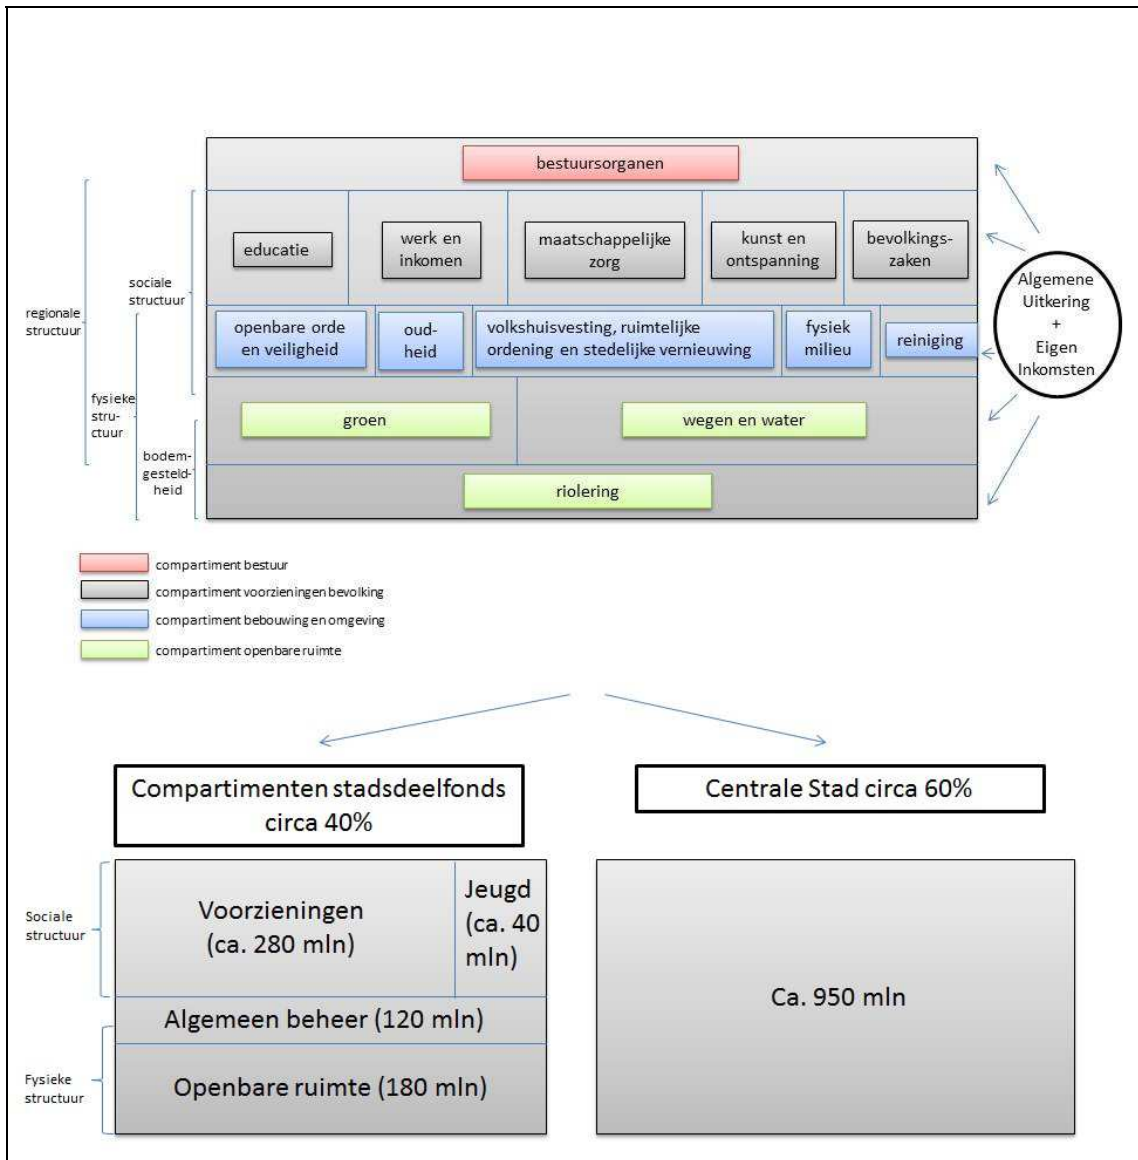 bestuursorganen
regionale
structuur
sociale
structuur
fysieke
stru-
ctuur
bodem-
gesteld-
heid
educatie
werk en
inkomen
maatschappelijke
zorg
kunst en
ontspanning
bevolkings-
zaken
openbare orde
en veiligheid
oud-
heid
volkshuisvesting, ruimtelijke
ordening en stedelijke vernieuwing
fysiek
milieu
reiniging
groen
wegen en water
riolering
Algemene
Uitkering
+
Eigen
Inkomsten
compartiment bestuur
compartiment voorzieningen bevolking
compartiment bebouwing en omgeving
compartiment openbare ruimte
Compartimenten stadsdeelfonds
circa 40%
Centrale Stad circa 60%
Sociale
structuur
Voorzieningen
(ca. 280 mln)
Jeugd
(ca. 40
mln)
Algemeen beheer (120 mln)
Fysieke
structuur
Openbare ruimte (180 mln)
Ca. 950 mln